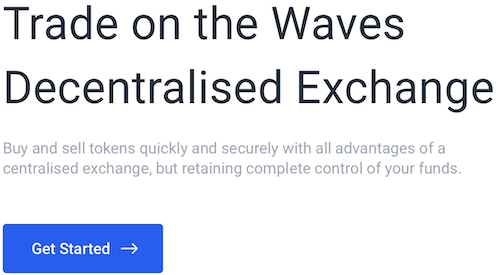 Trade on the Waves
Decentralised Exchange
Buy and sell tokens quickly and securely with all advantages of a
centralised exchange, but retaining complete control of your funds.
Get Started →